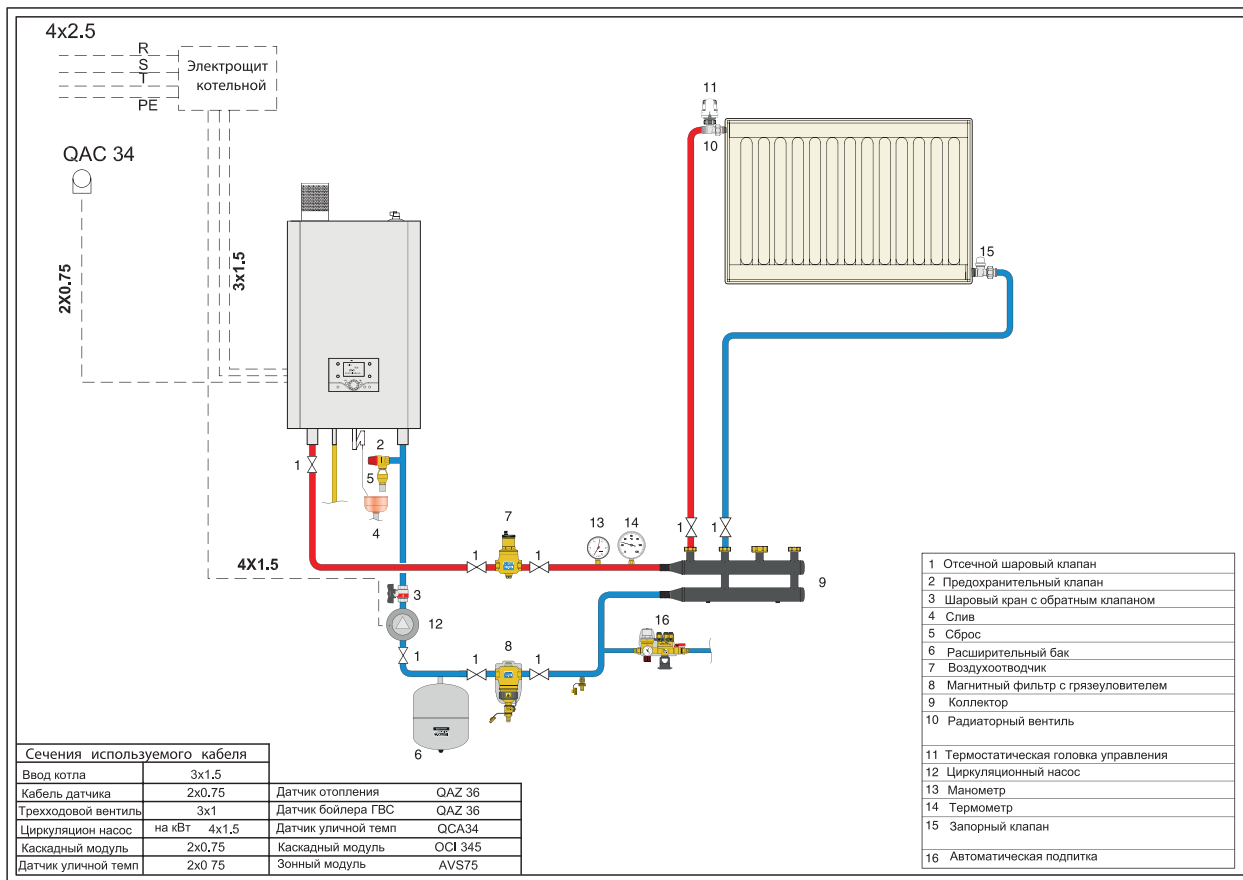 4x2.5
R
S
T
PE
Электрощит
котельной
QAC 34
2X0.75
3x1.5
4X1.5
11
10
15
1
2
5
4
7
1
1
13
14
1
1
9
3
12
1
8
1
1
16
6
Сечения используемого кабеля
Ввод котла 3x1.5
Кабель датчика 2x0.75 Датчик отопления QAZ 36
Трехходовой вентиль 3x1 Датчик бойлера ГВС QAZ 36
Циркуляцион насос на кВт 4x1.5 Датчик уличной темп QCA34
Каскадный модуль 2x0.75 Каскадный модуль OCI 345
Датчик уличной темп 2x0 75 Зонный модуль AVS75
1 Отсечной шаровый клапан
2 Предохранительный клапан
3 Шаровый кран с обратным клапаном
4 Слив
5 Сброс
6 Расширительный бак
7 Воздухоотводчик
8 Магнитный фильтр с грязеуловителем
9 Коллектор
10 Радиаторный вентиль
11 Термостатическая головка управления
12 Циркуляционный насос
13 Манометр
14 Термометр
15 Запорный клапан
16 Автоматическая подпитка